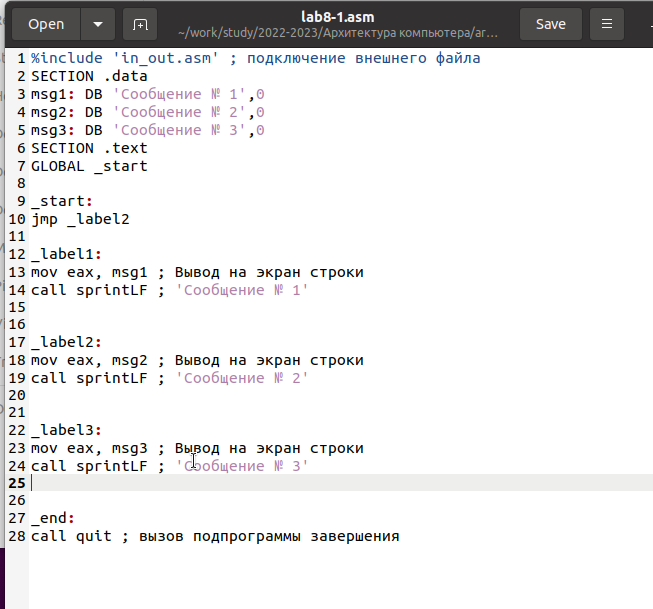 Open
lab8-1.asm
~/work/study/2022-2023/Архитектура компьютера/ar…
Save
1 %include 'in_out.asm' ; подключение внешнего файла
2 SECTION .data
3 msg1: DB 'Сообщение № 1',0
4 msg2: DB 'Сообщение № 2',0
5 msg3: DB 'Сообщение № 3',0
6 SECTION .text
7 GLOBAL _start
8
9 _start:
10 jmp _label2
11
12 _label1:
13 mov eax, msg1 ; Вывод на экран строки
14 call sprintLF ; 'Сообщение № 1'
15
16
17 _label2:
18 mov eax, msg2 ; Вывод на экран строки
19 call sprintLF ; 'Сообщение № 2'
20
21
22 _label3:
23 mov eax, msg3 ; Вывод на экран строки
24 call sprintLF ; 'Сообщение № 3'
25
26
27 _end:
28 call quit ; вызов подпрограммы завершения